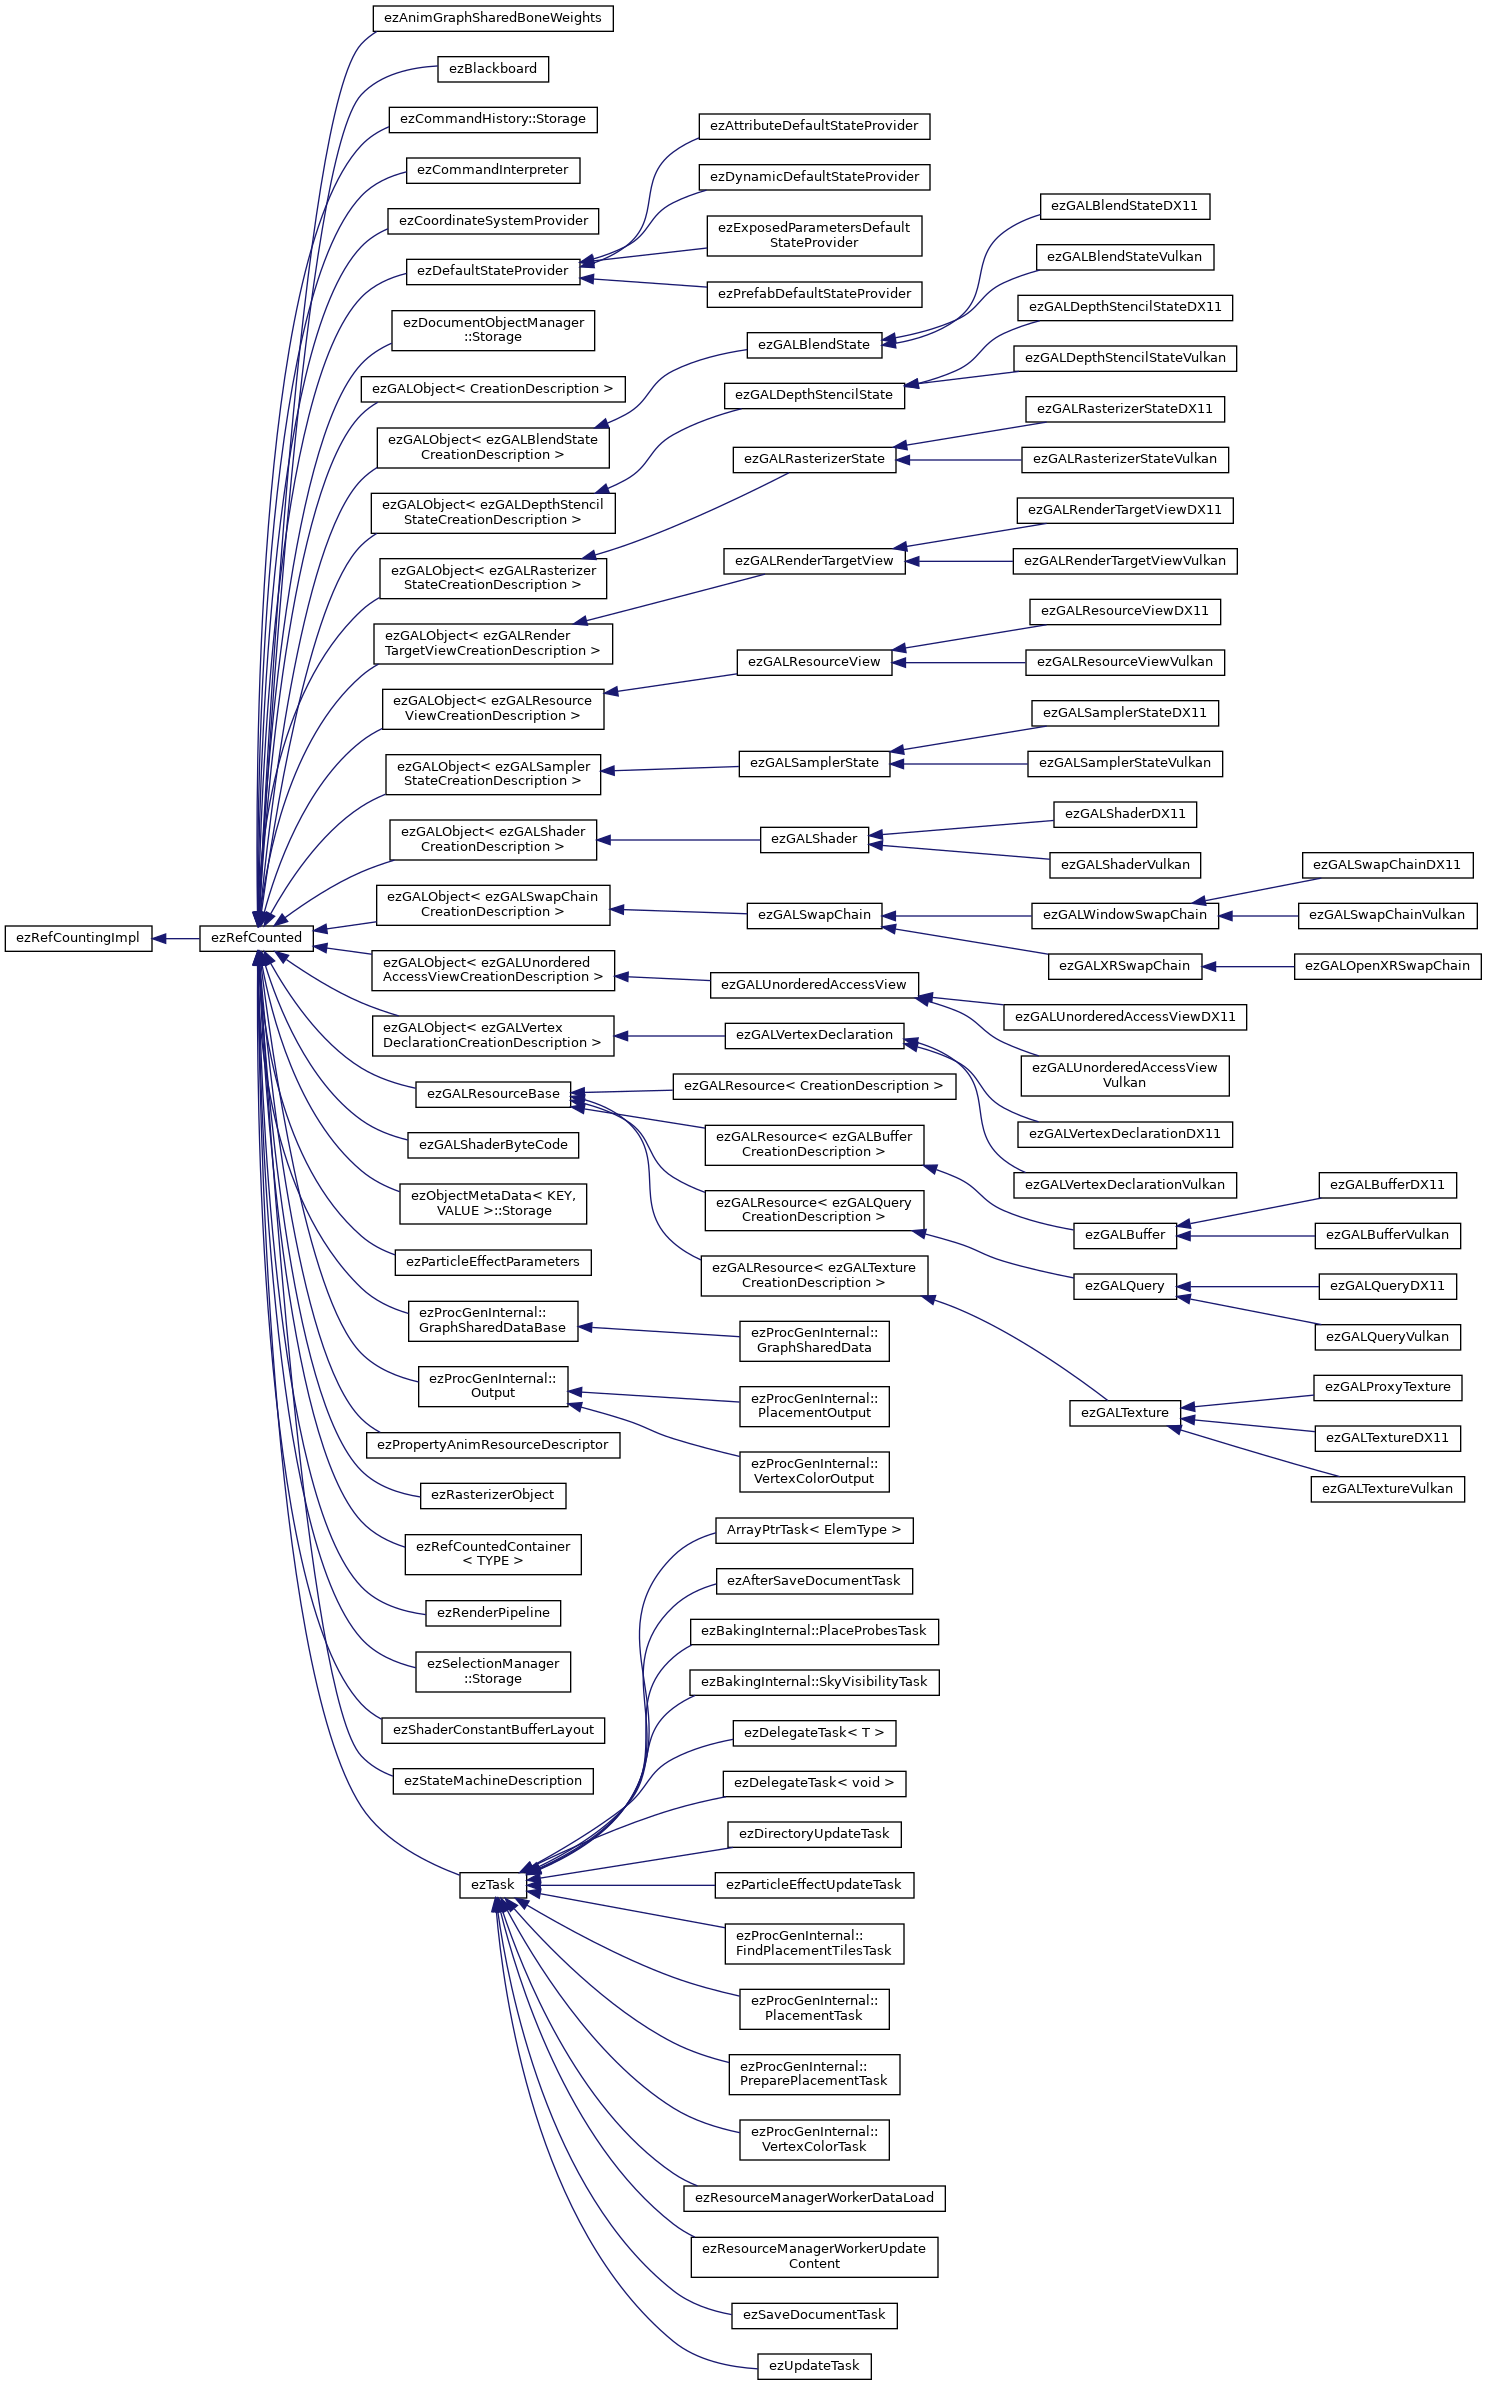 ezRefCountingImpl
ezRefCounted
ezAnimGraphSharedBoneWeights
ezBlackboard
ezCommandHistory::Storage
ezCommandInterpreter
ezCoordinateSystemProvider
ezDefaultStateProvider
ezDocumentObjectManager
::Storage
ezGALObject< CreationDescription >
ezGALObject< ezGALBlendState
CreationDescription >
ezGALObject< ezGALDepthStencil
StateCreationDescription >
ezGALObject< ezGALRasterizer
StateCreationDescription >
ezGALObject< ezGALRender
TargetViewCreationDescription >
ezGALObject< ezGALResource
ViewCreationDescription >
ezGALObject< ezGALSampler
StateCreationDescription >
ezGALObject< ezGALShader
CreationDescription >
ezGALObject< ezGALSwapChain
CreationDescription >
ezGALObject< ezGALUnordered
AccessViewCreationDescription >
ezGALObject< ezGALVertex
DeclarationCreationDescription >
ezGALResourceBase
ezGALShaderByteCode
ezObjectMetaData< KEY,
VALUE >::Storage
ezParticleEffectParameters
ezProcGenInternal::
GraphSharedDataBase
ezProcGenInternal::
Output
ezPropertyAnimResourceDescriptor
ezRasterizerObject
ezRefCountedContainer
< TYPE >
ezRenderPipeline
ezSelectionManager
::Storage
ezShaderConstantBufferLayout
ezStateMachineDescription
ezTask
ezAttributeDefaultStateProvider
ezDynamicDefaultStateProvider
ezExposedParametersDefault
StateProvider
ezPrefabDefaultStateProvider
ezGALBlendState
ezGALDepthStencilState
ezGALRasterizerState
ezGALRenderTargetView
ezGALResourceView
ezGALSamplerState
ezGALShader
ezGALSwapChain
ezGALUnorderedAccessView
ezGALVertexDeclaration
ezGALResource< CreationDescription >
ezGALResource< ezGALBuffer
CreationDescription >
ezGALResource< ezGALQuery
CreationDescription >
ezGALResource< ezGALTexture
CreationDescription >
ezProcGenInternal::
GraphSharedData
ezProcGenInternal::
PlacementOutput
ezProcGenInternal::
VertexColorOutput
ArrayPtrTask< ElemType >
ezAfterSaveDocumentTask
ezBakingInternal::PlaceProbesTask
ezBakingInternal::SkyVisibilityTask
ezDelegateTask< T >
ezDelegateTask< void >
ezDirectoryUpdateTask
ezParticleEffectUpdateTask
ezProcGenInternal::
FindPlacementTilesTask
ezProcGenInternal::
PlacementTask
ezProcGenInternal::
PreparePlacementTask
ezProcGenInternal::
VertexColorTask
ezResourceManagerWorkerDataLoad
ezResourceManagerWorkerUpdate
Content
ezSaveDocumentTask
ezUpdateTask
ezGALBlendStateDX11
ezGALBlendStateVulkan
ezGALDepthStencilStateDX11
ezGALDepthStencilStateVulkan
ezGALRasterizerStateDX11
ezGALRasterizerStateVulkan
ezGALRenderTargetViewDX11
ezGALRenderTargetViewVulkan
ezGALResourceViewDX11
ezGALResourceViewVulkan
ezGALSamplerStateDX11
ezGALSamplerStateVulkan
ezGALShaderDX11
ezGALShaderVulkan
ezGALWindowSwapChain
ezGALXRSwapChain
ezGALUnorderedAccessViewDX11
ezGALUnorderedAccessView
Vulkan
ezGALVertexDeclarationDX11
ezGALVertexDeclarationVulkan
ezGALBuffer
ezGALQuery
ezGALTexture
ezGALSwapChainDX11
ezGALSwapChainVulkan
ezGALOpenXRSwapChain
ezGALBufferDX11
ezGALBufferVulkan
ezGALQueryDX11
ezGALQueryVulkan
ezGALProxyTexture
ezGALTextureDX11
ezGALTextureVulkan